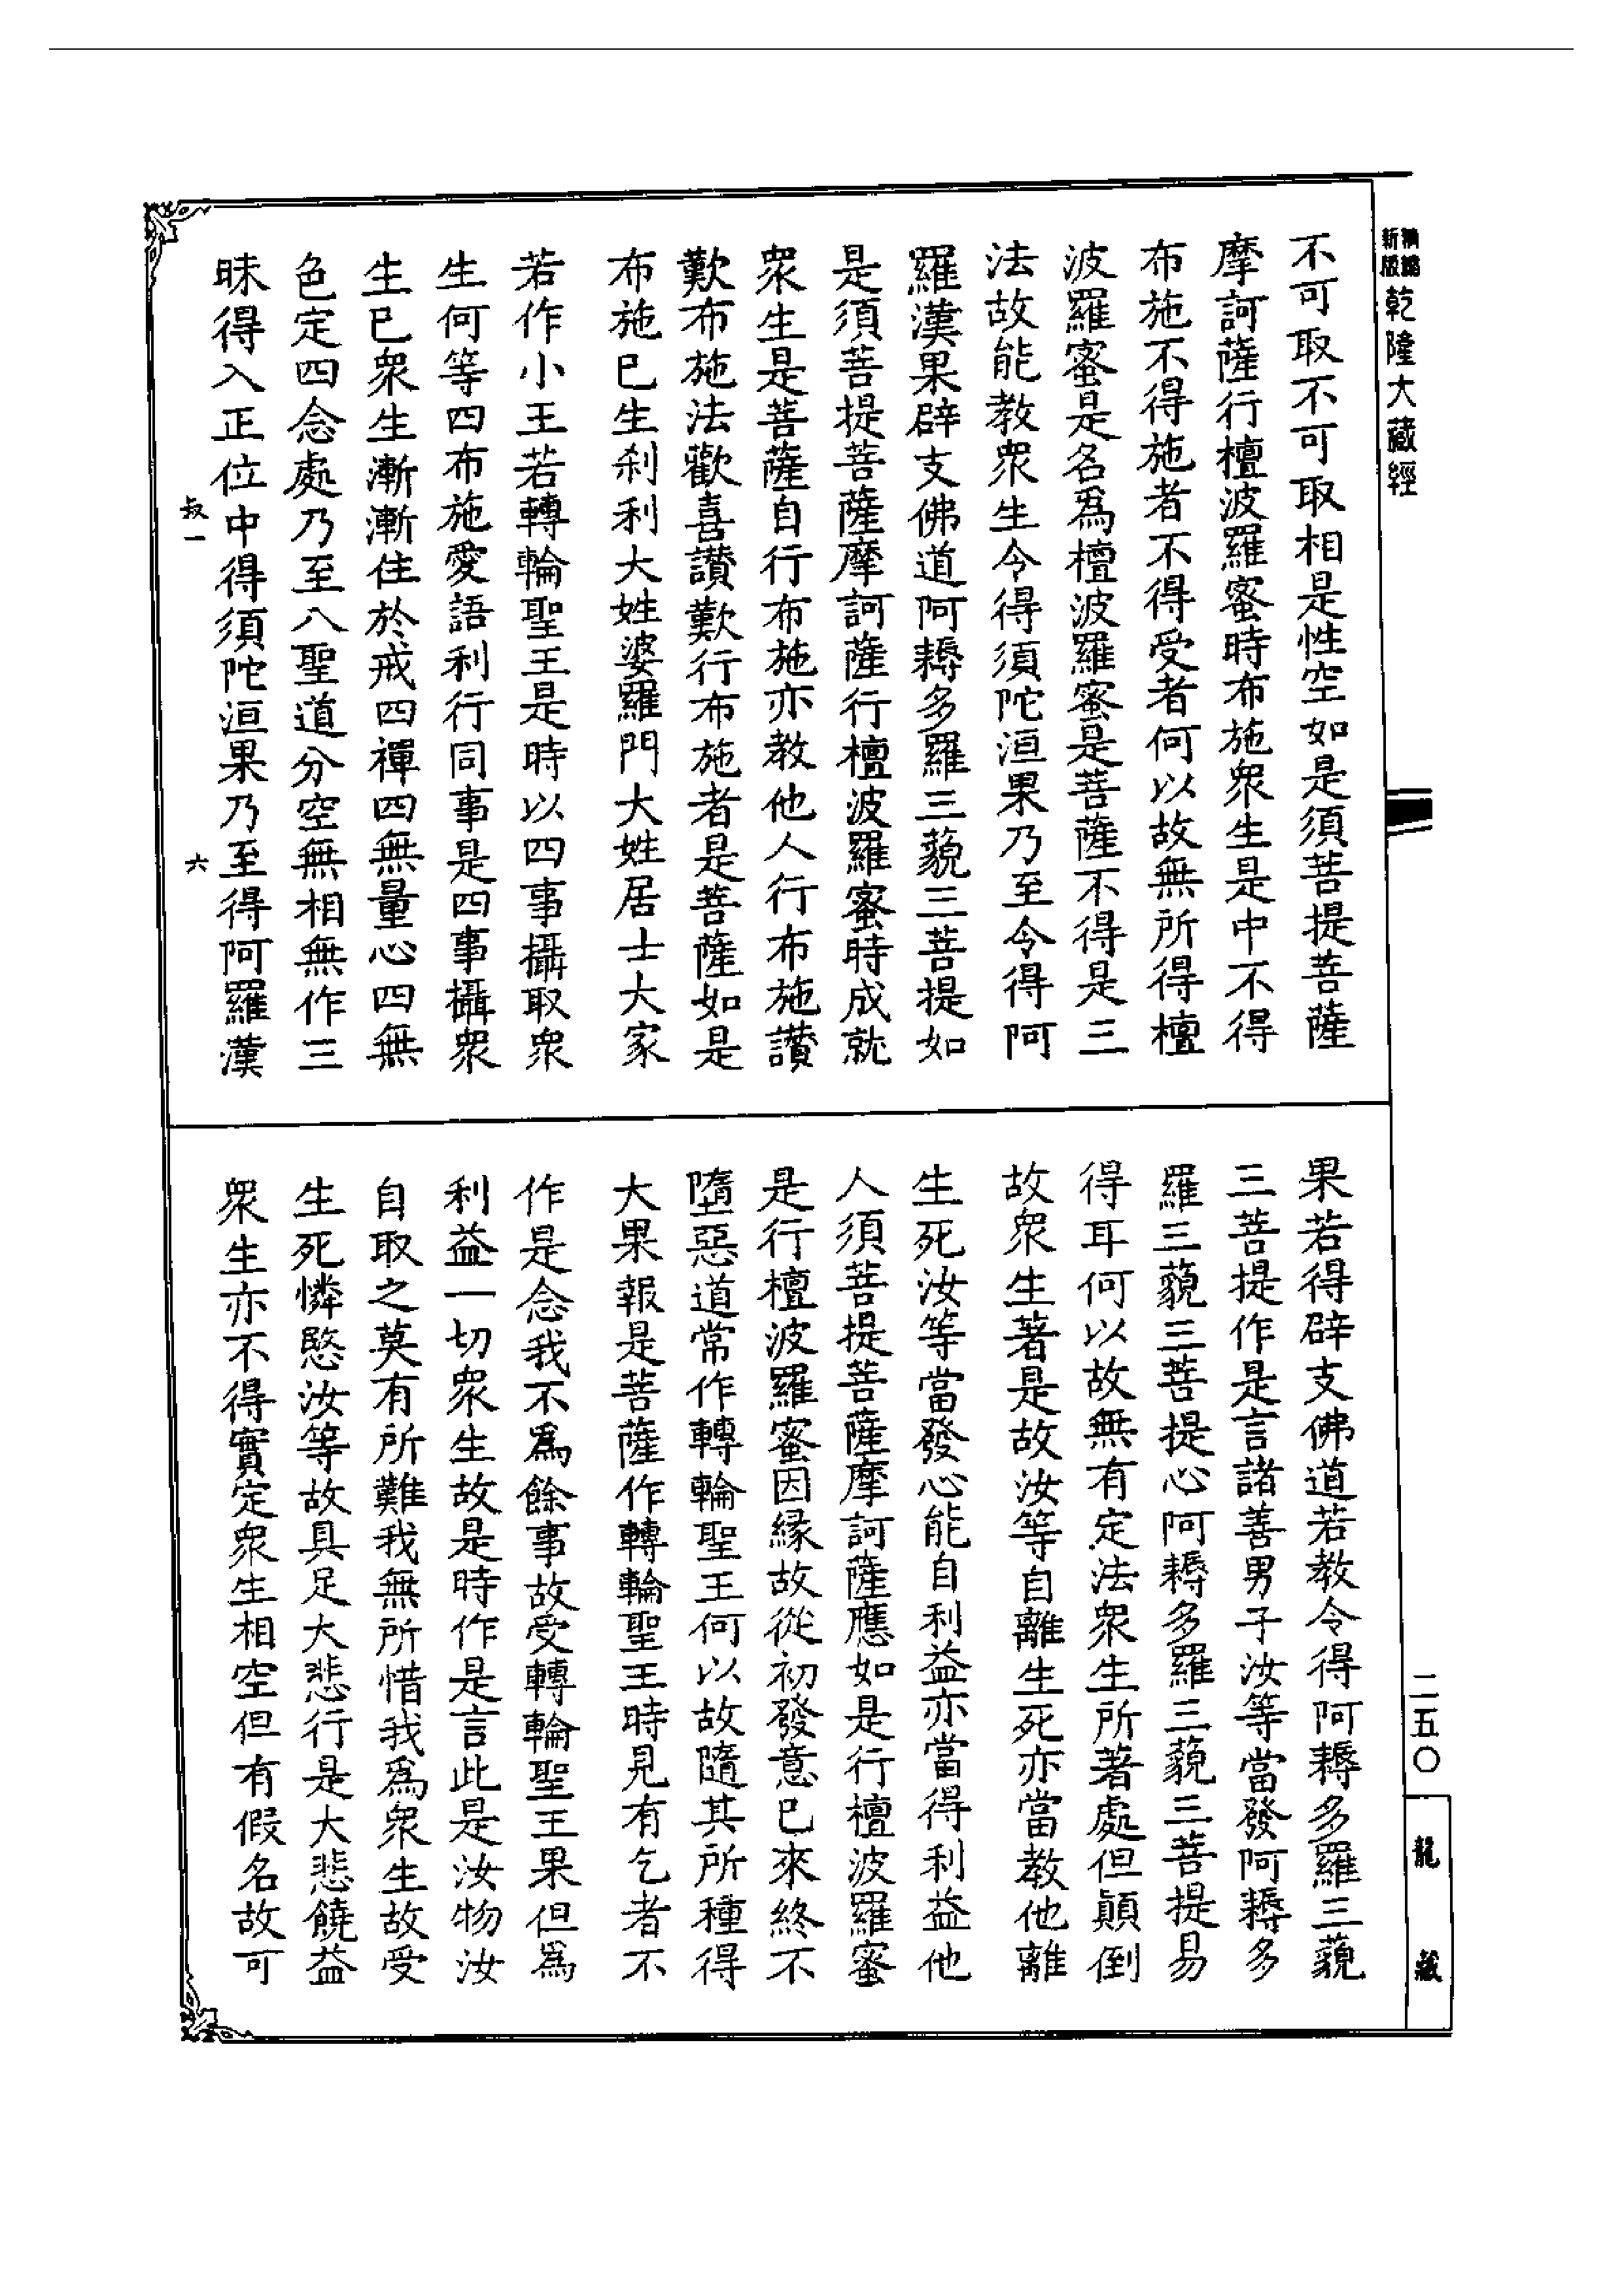 新版
精編
乾隆大藏經
不可取不可取相是性空如是須菩提菩薩
摩訶薩行檀波羅蜜時布施衆生是中不得
布施不得施者不得受者何以故無所得檀
波羅蜜是名爲檀波羅蜜是菩薩不得是三
法故能教衆生令得須陀洹果乃至令得阿
羅漢果辟支佛道阿耨多羅三藐三菩提如
是須菩提菩薩摩訶薩行檀波羅蜜時成就
衆生是菩薩自行布施亦教他人行布施讚
歎布施法歡喜讚歎行布施者是菩薩如是
布施已生刹利大姓婆羅門大姓居士大家
若作小王若轉輪聖王是時以四事攝取衆
生何等四布施愛語利行同事是四事攝衆
生已衆生漸漸住於戒四禪四無量心四無
色定四念處乃至八聖道分空無相無作三
昧得入正位中得須陀洹果乃至得阿羅漢
叔一
六
果若得辟支佛道若教令得阿耨多羅三藐
三菩提作是言諸善男子汝等當發阿耨多
羅三藐三菩提心阿耨多羅三藐三菩提易
得耳何以故無有定法衆生所著處但顛倒
故衆生著是故汝等自離生死亦當教他離
生死汝等當發心能自利益亦當得利益他
人須菩提菩薩摩訶薩應如是行檀波羅蜜
是行檀波羅蜜因緣故從初發意已來終不
墮惡道常作轉輪聖王何以故隨其所種得
大果報是菩薩作轉輪聖王時見有乞者不
作是念我不爲餘事故受轉輪聖王果但爲
利益一切衆生故是時作是言此是汝物汝
自取之莫有所難我無所惜我爲衆生故受
生死憐愍汝等故具足大悲行是大悲饒益
衆生亦不得實定衆生相空但有假名故可
二五〇
龍藏